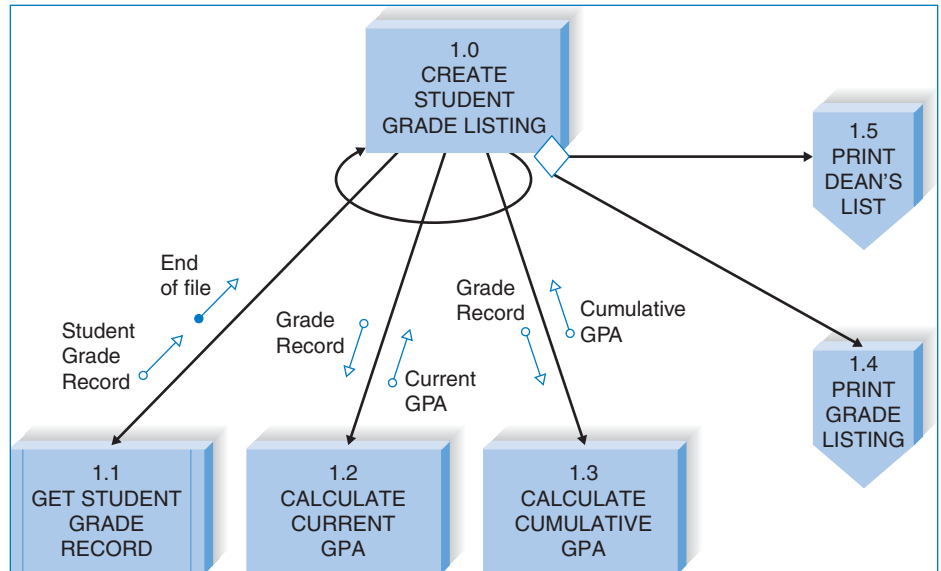 1.0
CREATE
STUDENT
GRADE LISTING
1.5
PRINT
DEAN'S
LIST
End
of file
Student
Grade
Record
Grade
Record
Current
GPA
Grade
Record
Cumulative
GPA
1.4
PRINT
GRADE
LISTING
1.1
GET STUDENT
GRADE
RECORD
1.2
CALCULATE
CURRENT
GPA
1.3
CALCULATE
CUMULATIVE
GPA